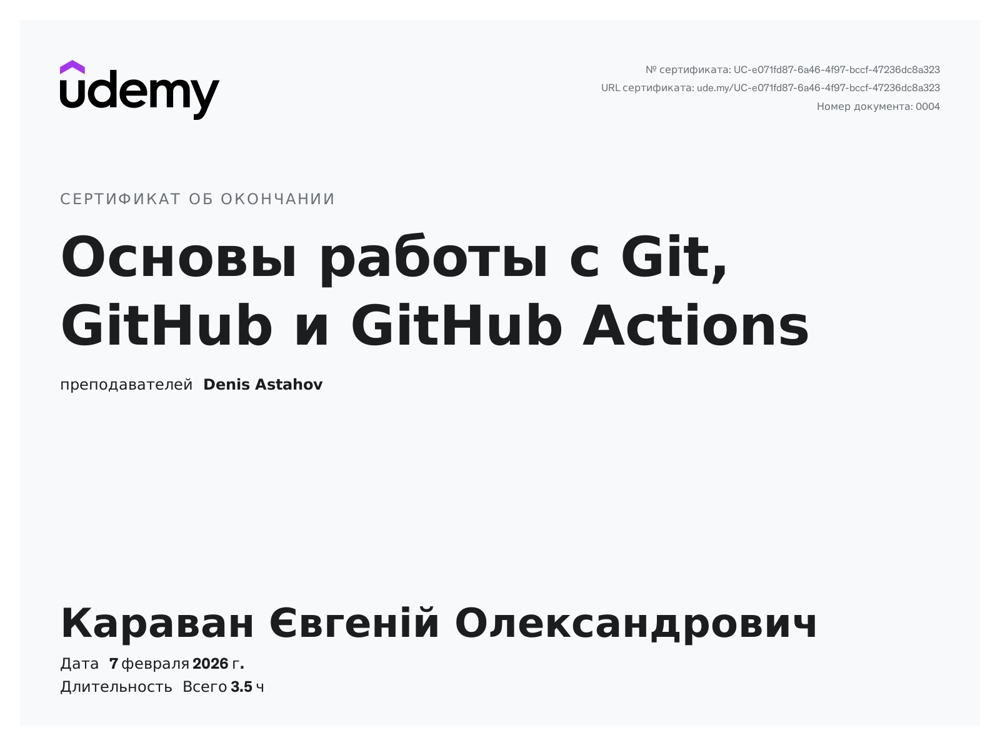 udemy
№ сертификата: UC-e071fd87-6a46-4f97-bccf-47236dc8a323
URL сертификата: ude.my/UC-e071fd87-6a46-4f97-bccf-47236dc8a323
Номер документа: 0004
СЕРТИФИКАТ ОБ ОКОНЧАНИИ
Основы работы с Git,
GitHub и GitHub Actions
преподавателей Denis Astahov
Караван Євгеній Олександрович
Дата 7 февраля 2026 г.
Длительность Всего 3.5 ч